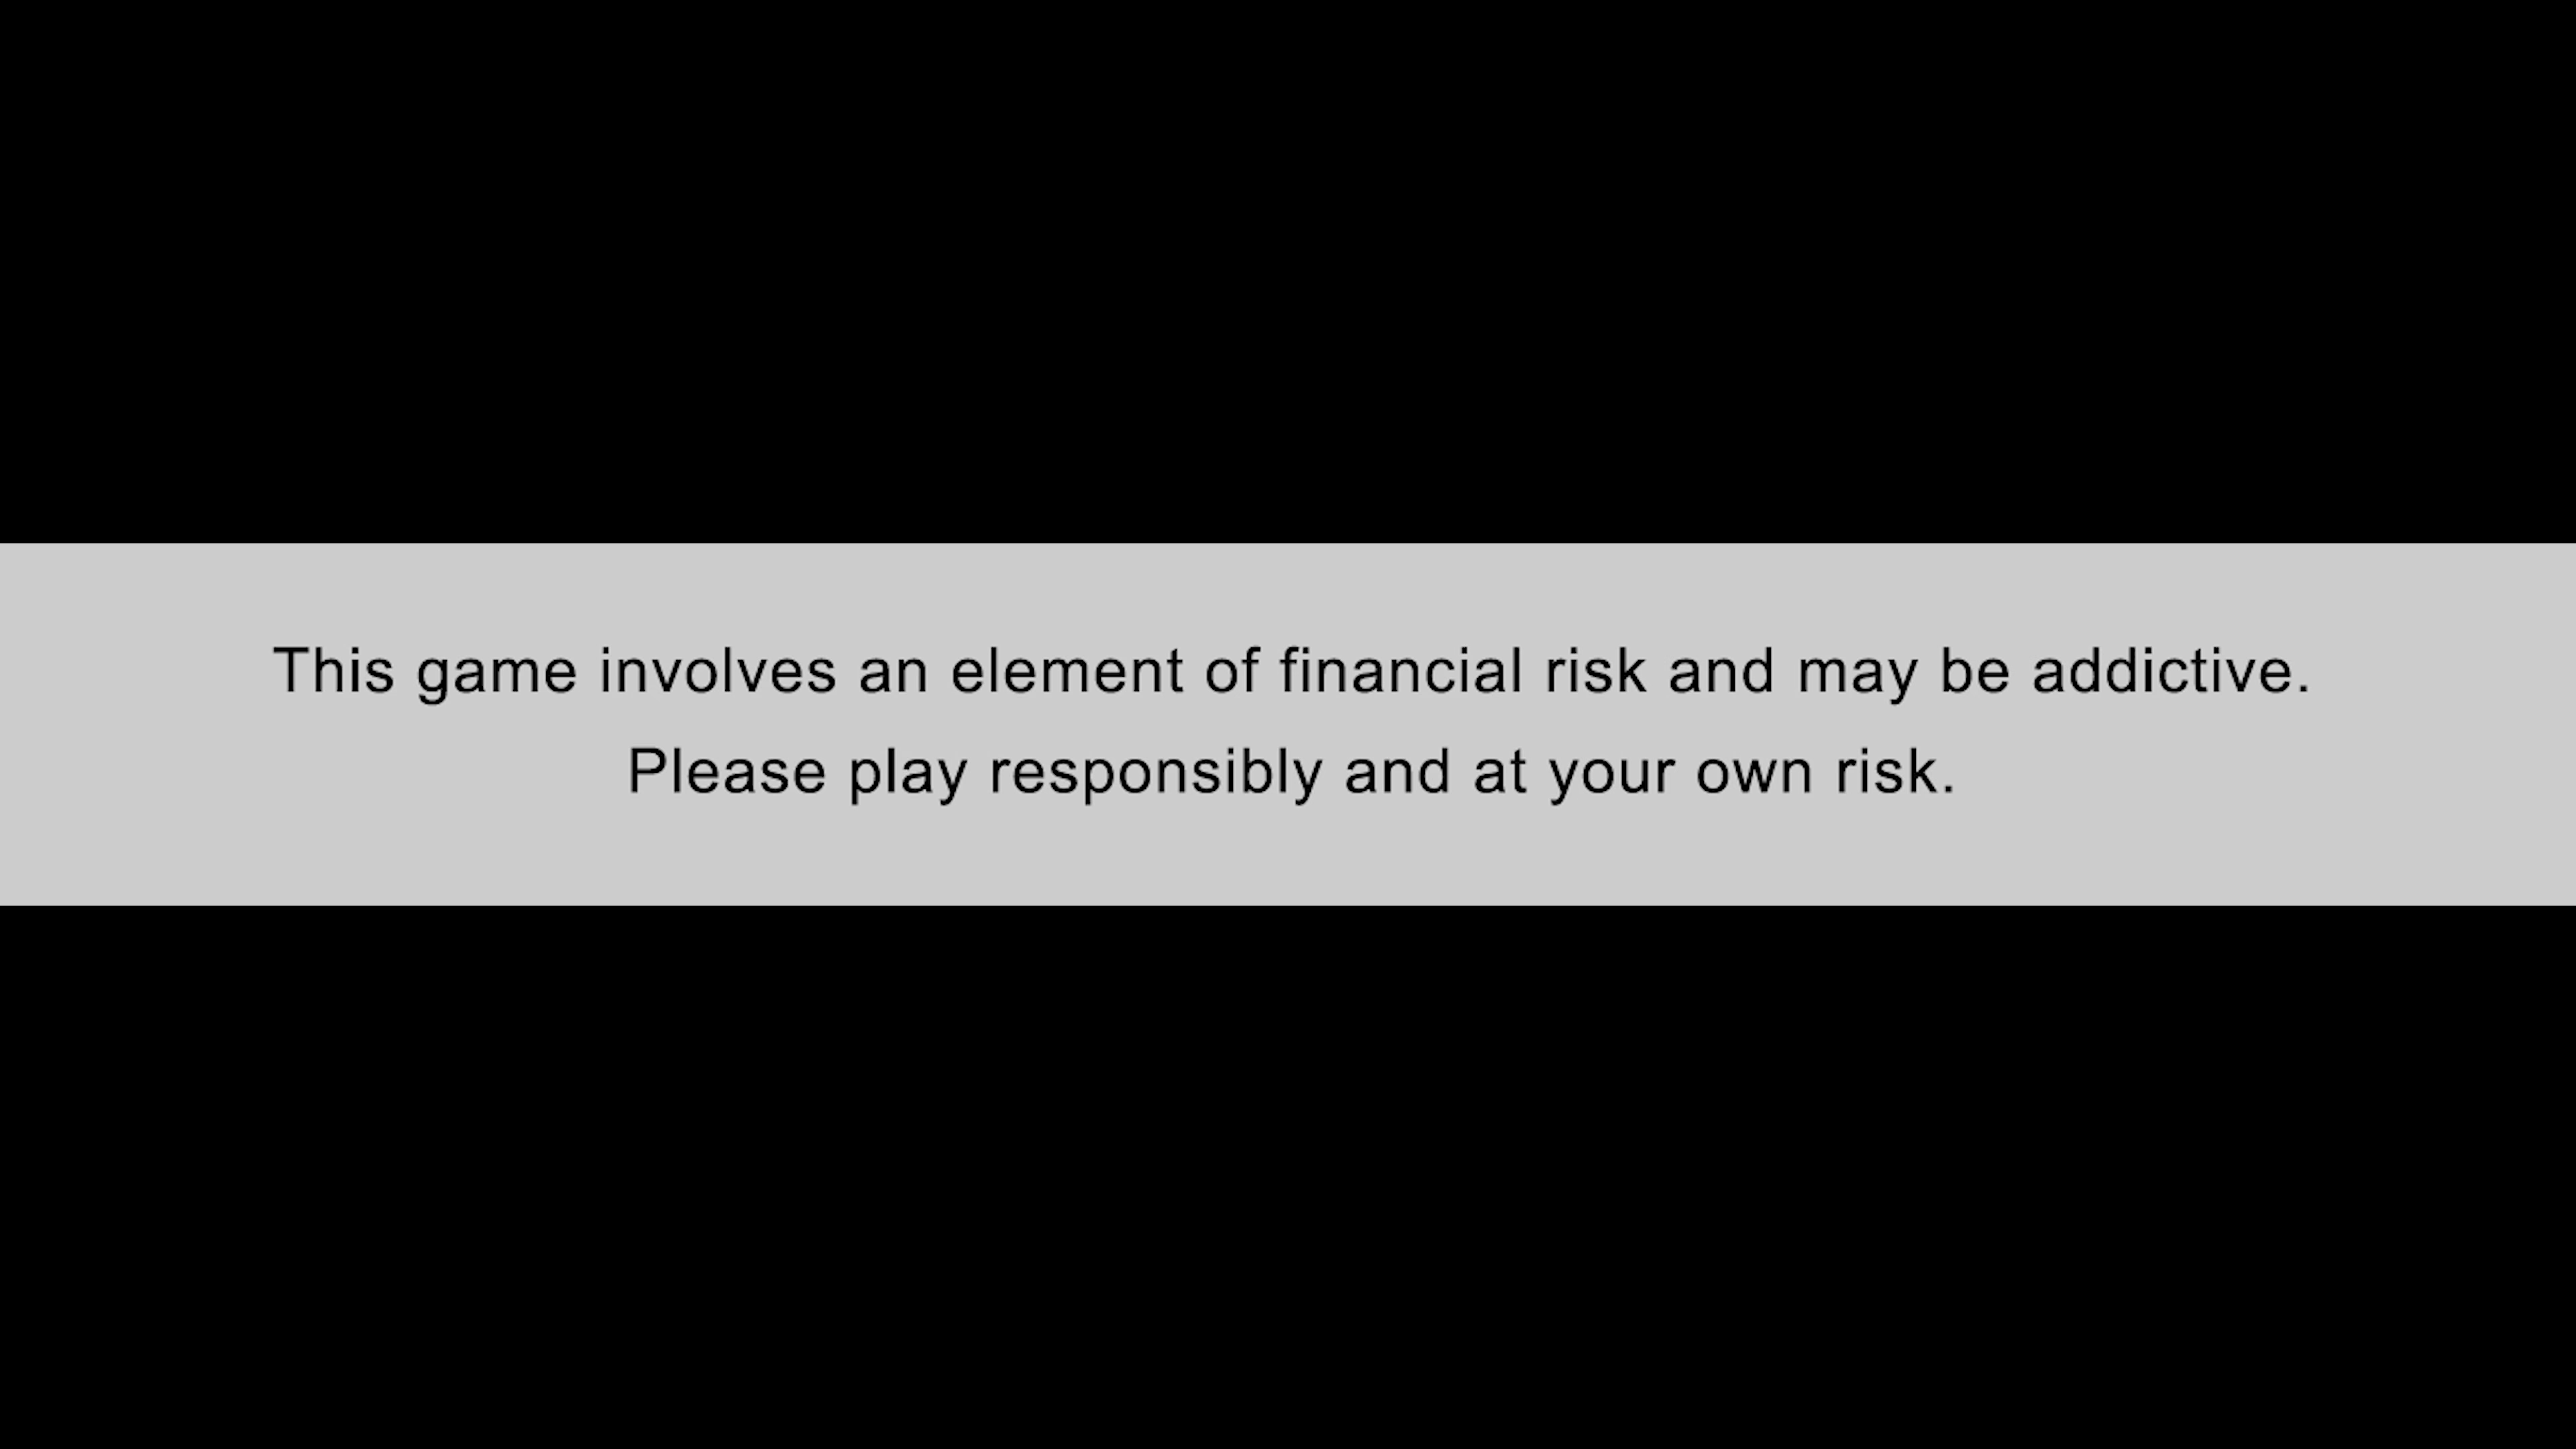 This game involves an element of financial risk and may be addictive.
Please play responsibly and at your own risk.